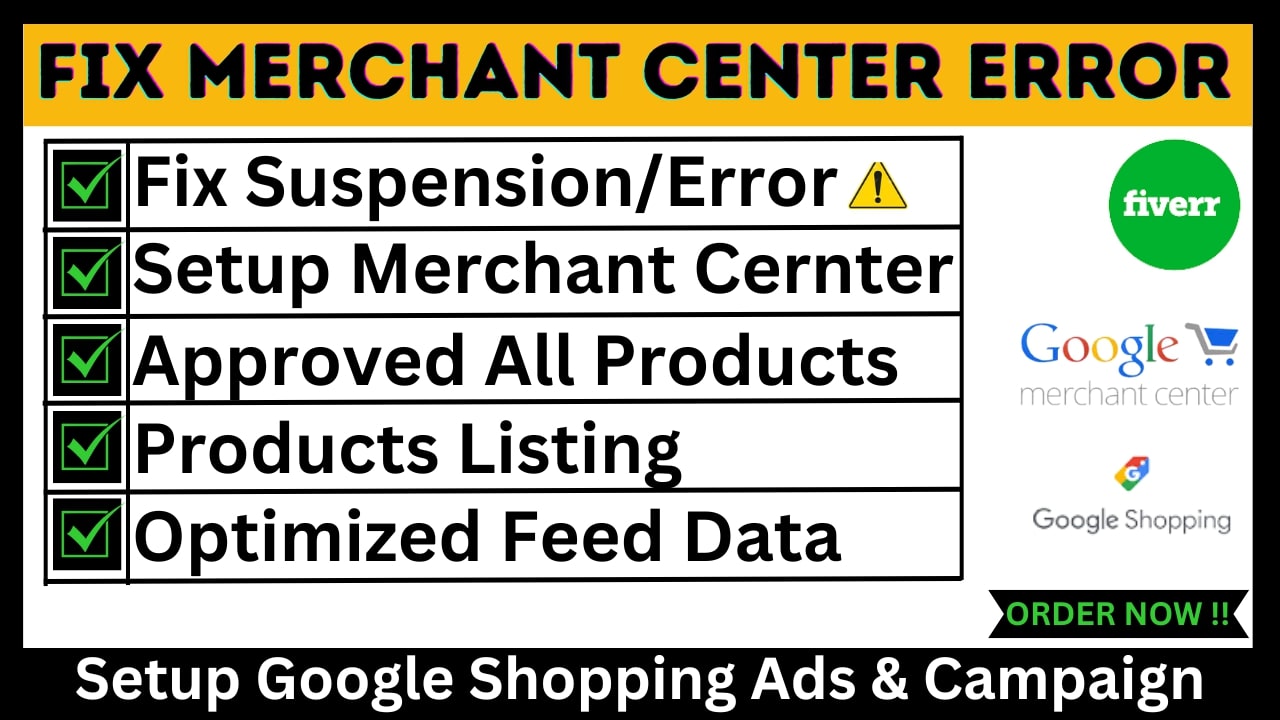 FIX MERCHANT CENTER ERROR
Fix Suspension/Error
Setup Merchant Cernter
Approved All Products
Products Listing
Optimized Feed Data
fiverr
Google
merchant center
G
Google Shopping
ORDER NOW !!
Setup Google Shopping Ads & Campaign